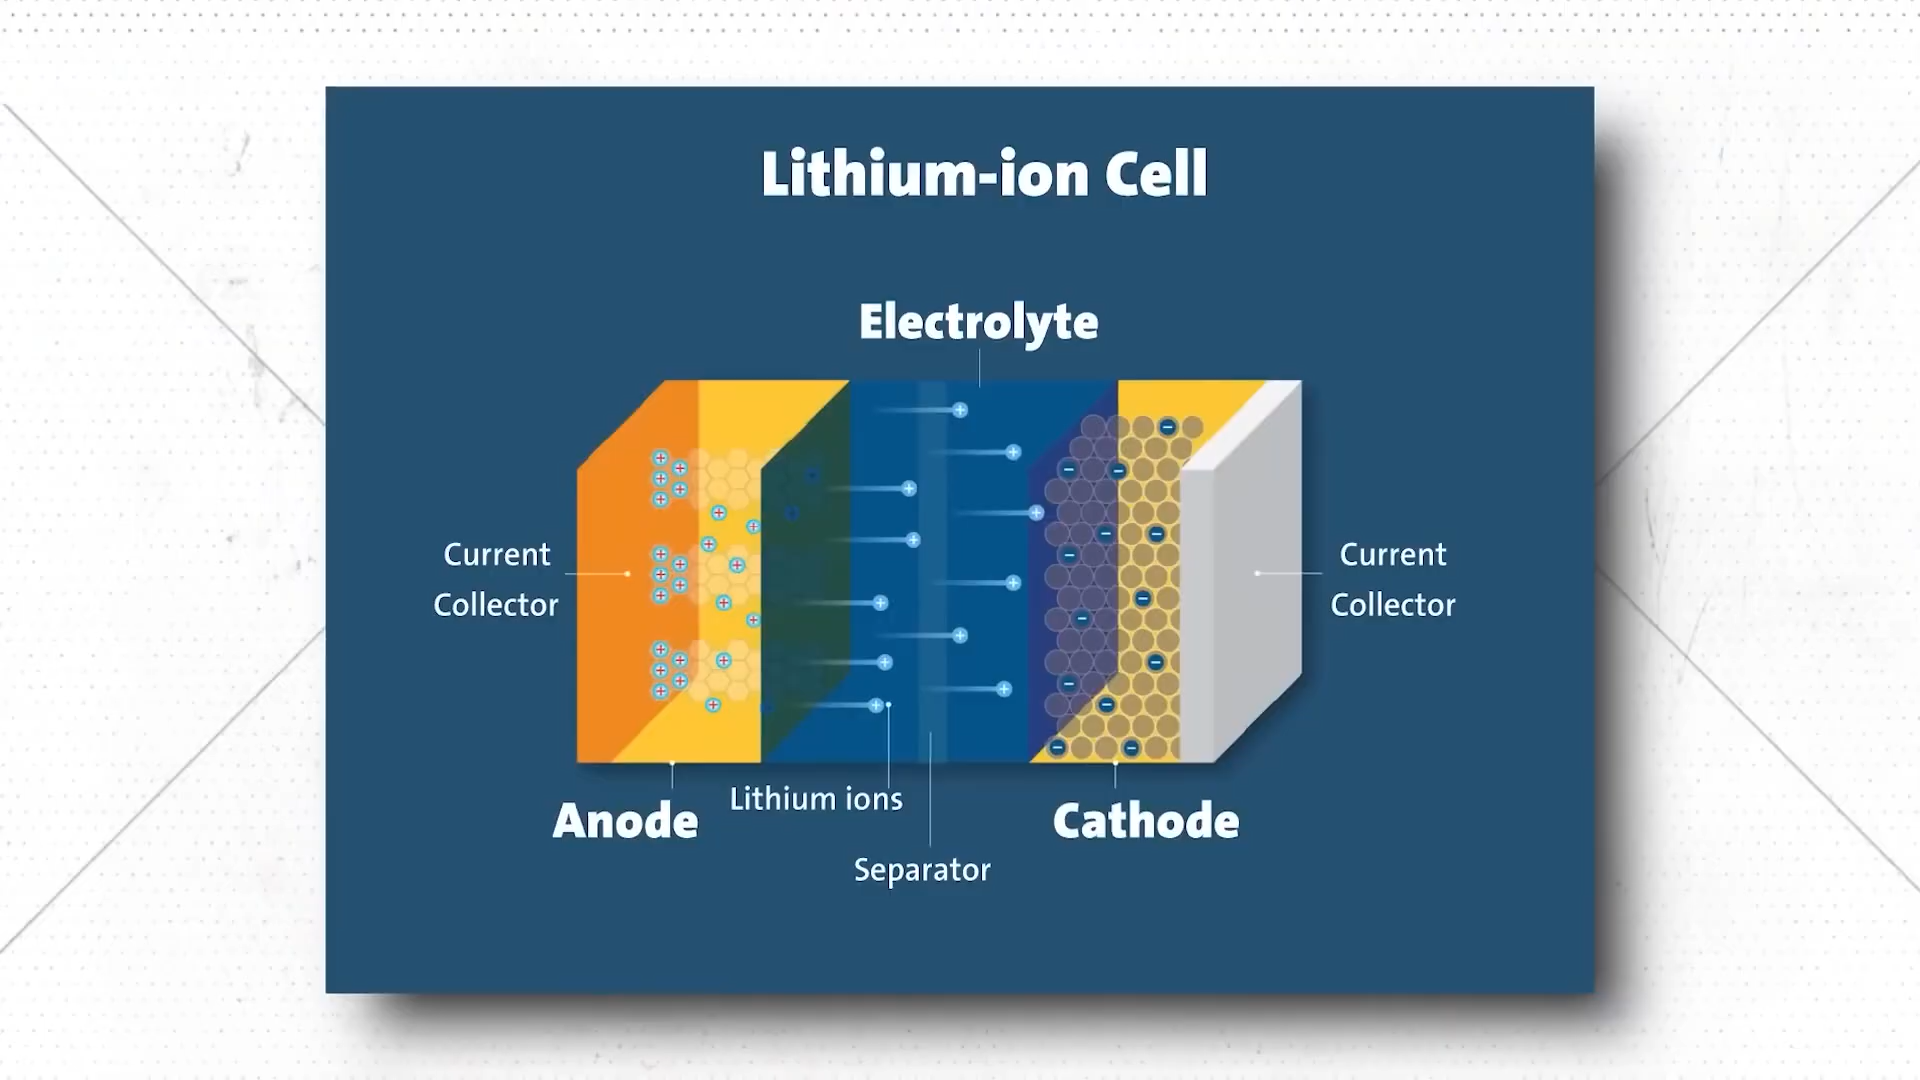 Lithium-ion Cell
Electrolyte
Current
Collector
Current
Collector
Lithium ions
Anode
Cathode
Separator